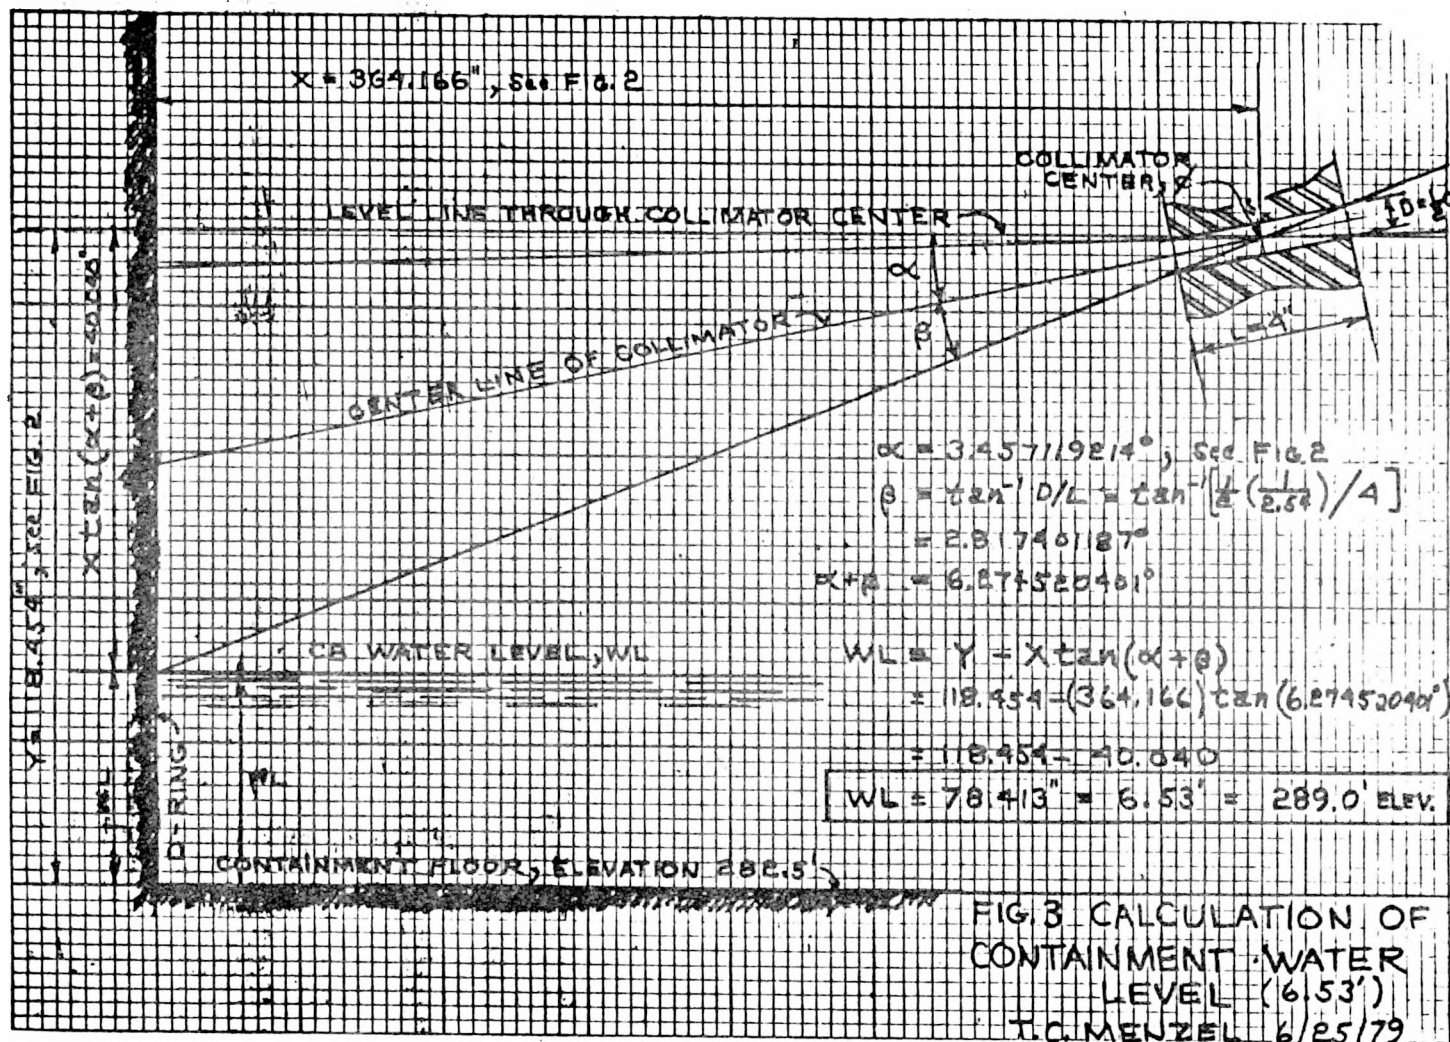 X = 364.166", See FIG. 2
COLLIMATOR
CENTER, ₵
LEVEL LINE THROUGH COLLIMATOR CENTER
α
β
CENTER LINE OF COLLIMATOR
L=4"
X tan(α+β)=40.040"
Y=118.454", see FIG. 2
α = 3.457119214°, See FIG.2
β = tan⁻¹ D/L = tan⁻¹[½(1/2.54)/4]
= 2.817401187°
α+β = 6.274520401°
CB WATER LEVEL, WL
WL = Y - X tan(α+β)
= 118.454-(364.166) tan(6.274520401°)
= 118.454 - 40.040
WL = 78.413" = 6.53' = 289.0' ELEV.
D-RING
WL
WL
CONTAINMENT FLOOR, ELEVATION 282.5'
FIG.3 CALCULATION OF
CONTAINMENT WATER
LEVEL (6.53')
T.C. MENZEL 6/25/79